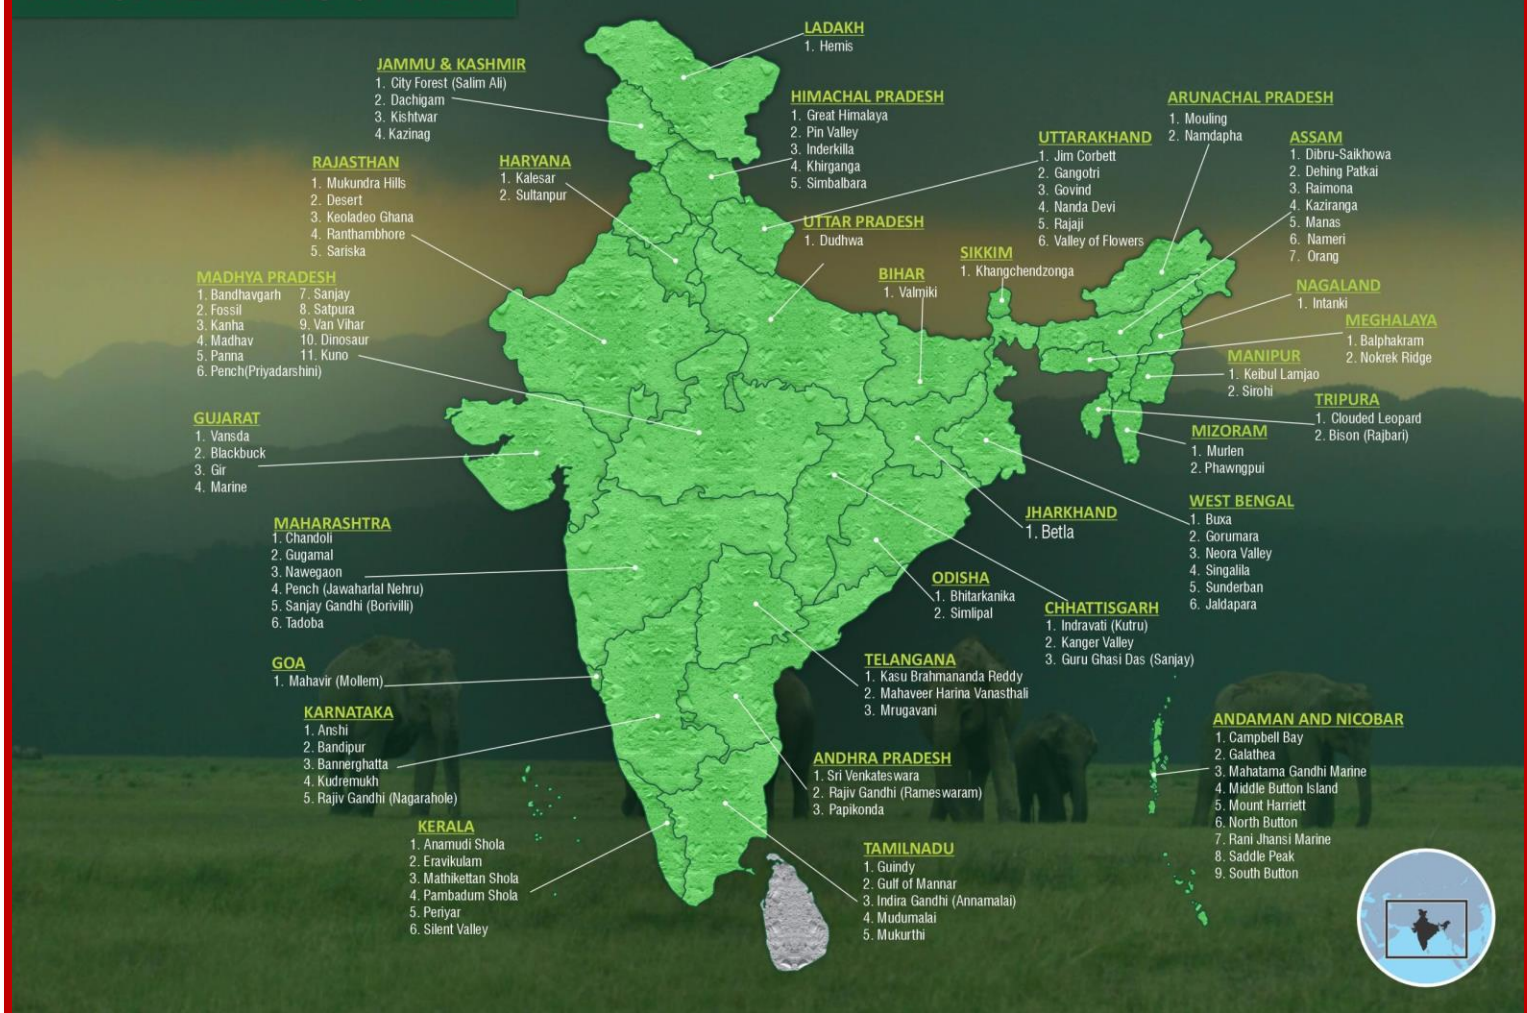 LADAKH
1. Hemis
JAMMU & KASHMIR
1. City Forest (Salim Ali)
2. Dachigam
3. Kishtwar
4. Kazinag
HIMACHAL PRADESH
1. Great Himalaya
2. Pin Valley
3. Inderkilla
4. Khirganga
5. Simbalbara
ARUNACHAL PRADESH
1. Mouling
2. Namdapha
UTTARAKHAND
1. Jim Corbett
2. Gangotri
3. Govind
4. Nanda Devi
5. Rajaji
6. Valley of Flowers
ASSAM
1. Dibru-Saikhowa
2. Dehing Patkai
3. Raimona
4. Kaziranga
5. Manas
6. Nameri
7. Orang
RAJASTHAN
1. Mukundra Hills
2. Desert
3. Keoladeo Ghana
4. Ranthambhore
5. Sariska
HARYANA
1. Kalesar
2. Sultanpur
UTTAR PRADESH
1. Dudhwa
SIKKIM
1. Khangchendzonga
BIHAR
1. Valmiki
MADHYA PRADESH
1. Bandhavgarh
2. Fossil
3. Kanha
4. Madhav
5. Panna
6. Pench(Priyadarshini)
7. Sanjay
8. Satpura
9. Van Vihar
10. Dinosaur
11. Kuno
NAGALAND
1. Intanki
MEGHALAYA
1. Balphakram
2. Nokrek Ridge
MANIPUR
1. Keibul Lamjao
2. Sirohi
TRIPURA
1. Clouded Leopard
2. Bison (Rajbari)
MIZORAM
1. Murlen
2. Phawngpui
GUJARAT
1. Vansda
2. Blackbuck
3. Gir
4. Marine
WEST BENGAL
1. Buxa
2. Gorumara
3. Neora Valley
4. Singalila
5. Sunderban
6. Jaldapara
JHARKHAND
1. Betla
MAHARASHTRA
1. Chandoli
2. Gugamal
3. Nawegaon
4. Pench (Jawaharlal Nehru)
5. Sanjay Gandhi (Borivilli)
6. Tadoba
ODISHA
1. Bhitarkanika
2. Simlipal
CHHATTISGARH
1. Indravati (Kutru)
2. Kanger Valley
3. Guru Ghasi Das (Sanjay)
GOA
1. Mahavir (Mollem)
TELANGANA
1. Kasu Brahmananda Reddy
2. Mahaveer Harina Vanasthali
3. Mrugavani
KARNATAKA
1. Anshi
2. Bandipur
3. Bannerghatta
4. Kudremukh
5. Rajiv Gandhi (Nagarahole)
ANDAMAN AND NICOBAR
1. Campbell Bay
2. Galathea
3. Mahatama Gandhi Marine
4. Middle Button Island
5. Mount Harriett
6. North Button
7. Rani Jhansi Marine
8. Saddle Peak
9. South Button
ANDHRA PRADESH
1. Sri Venkateswara
2. Rajiv Gandhi (Rameswaram)
3. Papikonda
KERALA
1. Anamudi Shola
2. Eravikulam
3. Mathikettan Shola
4. Pambadum Shola
5. Periyar
6. Silent Valley
TAMILNADU
1. Guindy
2. Gulf of Mannar
3. Indira Gandhi (Annamalai)
4. Mudumalai
5. Mukurthi